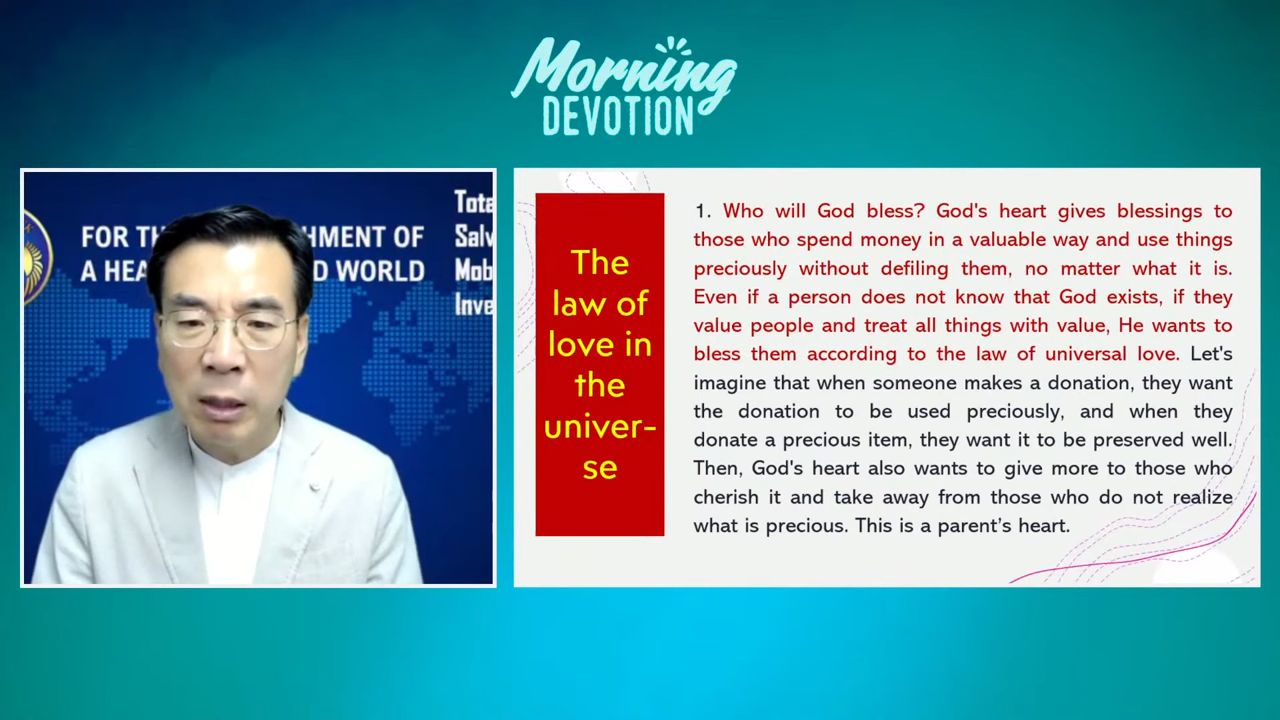 Morning
DEVOTION
FOR TH HMENT OF
A HEA D WORLD
Tota
Salv
Mob
Inve
The
law of
love in
the
univer-
se
1. Who will God bless? God's heart gives blessings to
those who spend money in a valuable way and use things
preciously without defiling them, no matter what it is.
Even if a person does not know that God exists, if they
value people and treat all things with value, He wants to
bless them according to the law of universal love. Let's
imagine that when someone makes a donation, they want
the donation to be used preciously, and when they
donate a precious item, they want it to be preserved well.
Then, God's heart also wants to give more to those who
cherish it and take away from those who do not realize
what is precious. This is a parent’s heart.